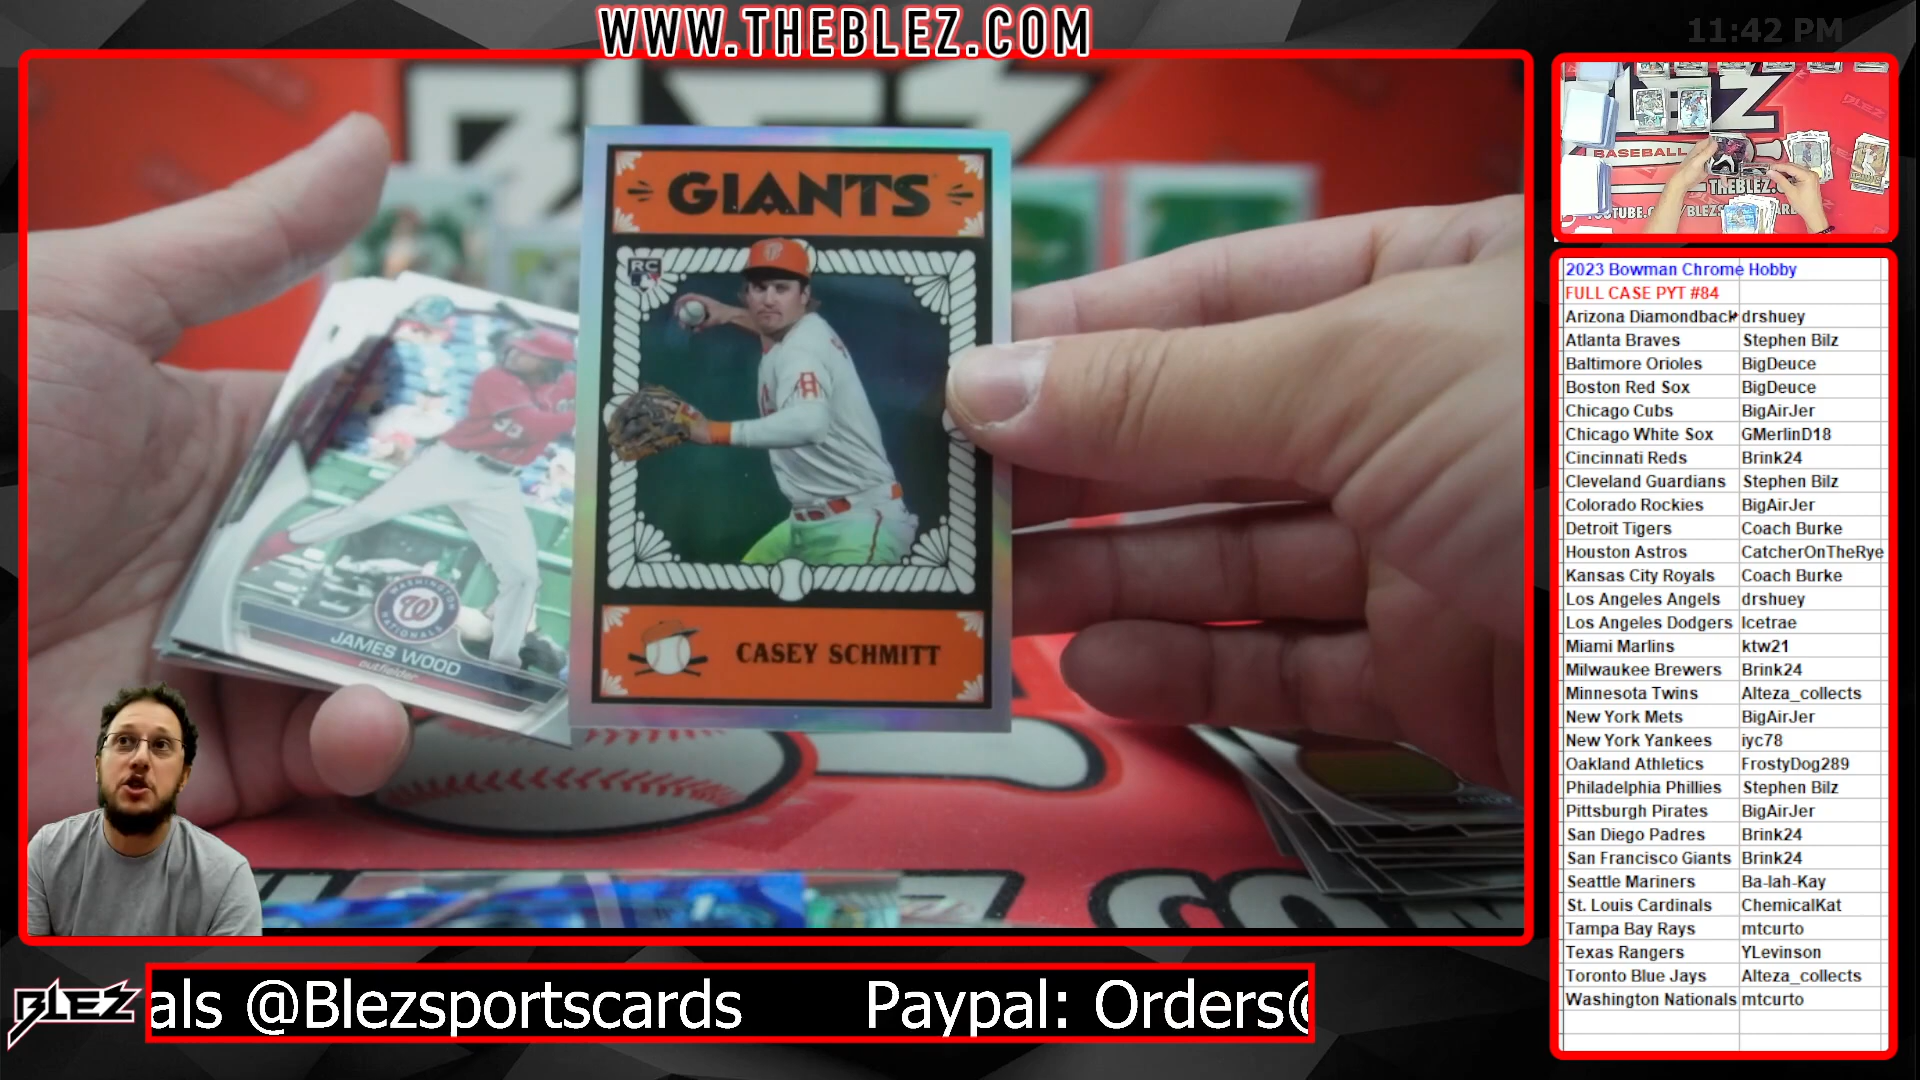 WWW.THEBLEZ.COM
11:42 PM
BLEZ
GIANTS
RC
CASEY SCHMITT
35
WASHINGTON
NATIONALS
JAMES WOOD
outfielder
BLEZ
BASEBALL
THEBLEZ.C
2023 Bowman Chrome Hobby
FULL CASE PYT #84
Arizona Diamondback drshuey
Atlanta Braves Stephen Bilz
Baltimore Orioles BigDeuce
Boston Red Sox BigDeuce
Chicago Cubs BigAirJer
Chicago White Sox GMerlinD18
Cincinnati Reds Brink24
Cleveland Guardians Stephen Bilz
Colorado Rockies BigAirJer
Detroit Tigers Coach Burke
Houston Astros CatcherOnTheRye
Kansas City Royals Coach Burke
Los Angeles Angels drshuey
Los Angeles Dodgers Icetrae
Miami Marlins ktw21
Milwaukee Brewers Brink24
Minnesota Twins Alteza_collects
New York Mets BigAirJer
New York Yankees iyc78
Oakland Athletics FrostyDog289
Philadelphia Phillies Stephen Bilz
Pittsburgh Pirates BigAirJer
San Diego Padres Brink24
San Francisco Giants Brink24
Seattle Mariners Ba-lah-Kay
St. Louis Cardinals ChemicalKat
Tampa Bay Rays mtcurto
Texas Rangers YLevinson
Toronto Blue Jays Alteza_collects
Washington Nationals mtcurto
BLEZ
als @Blezsportscards Paypal: Orders@